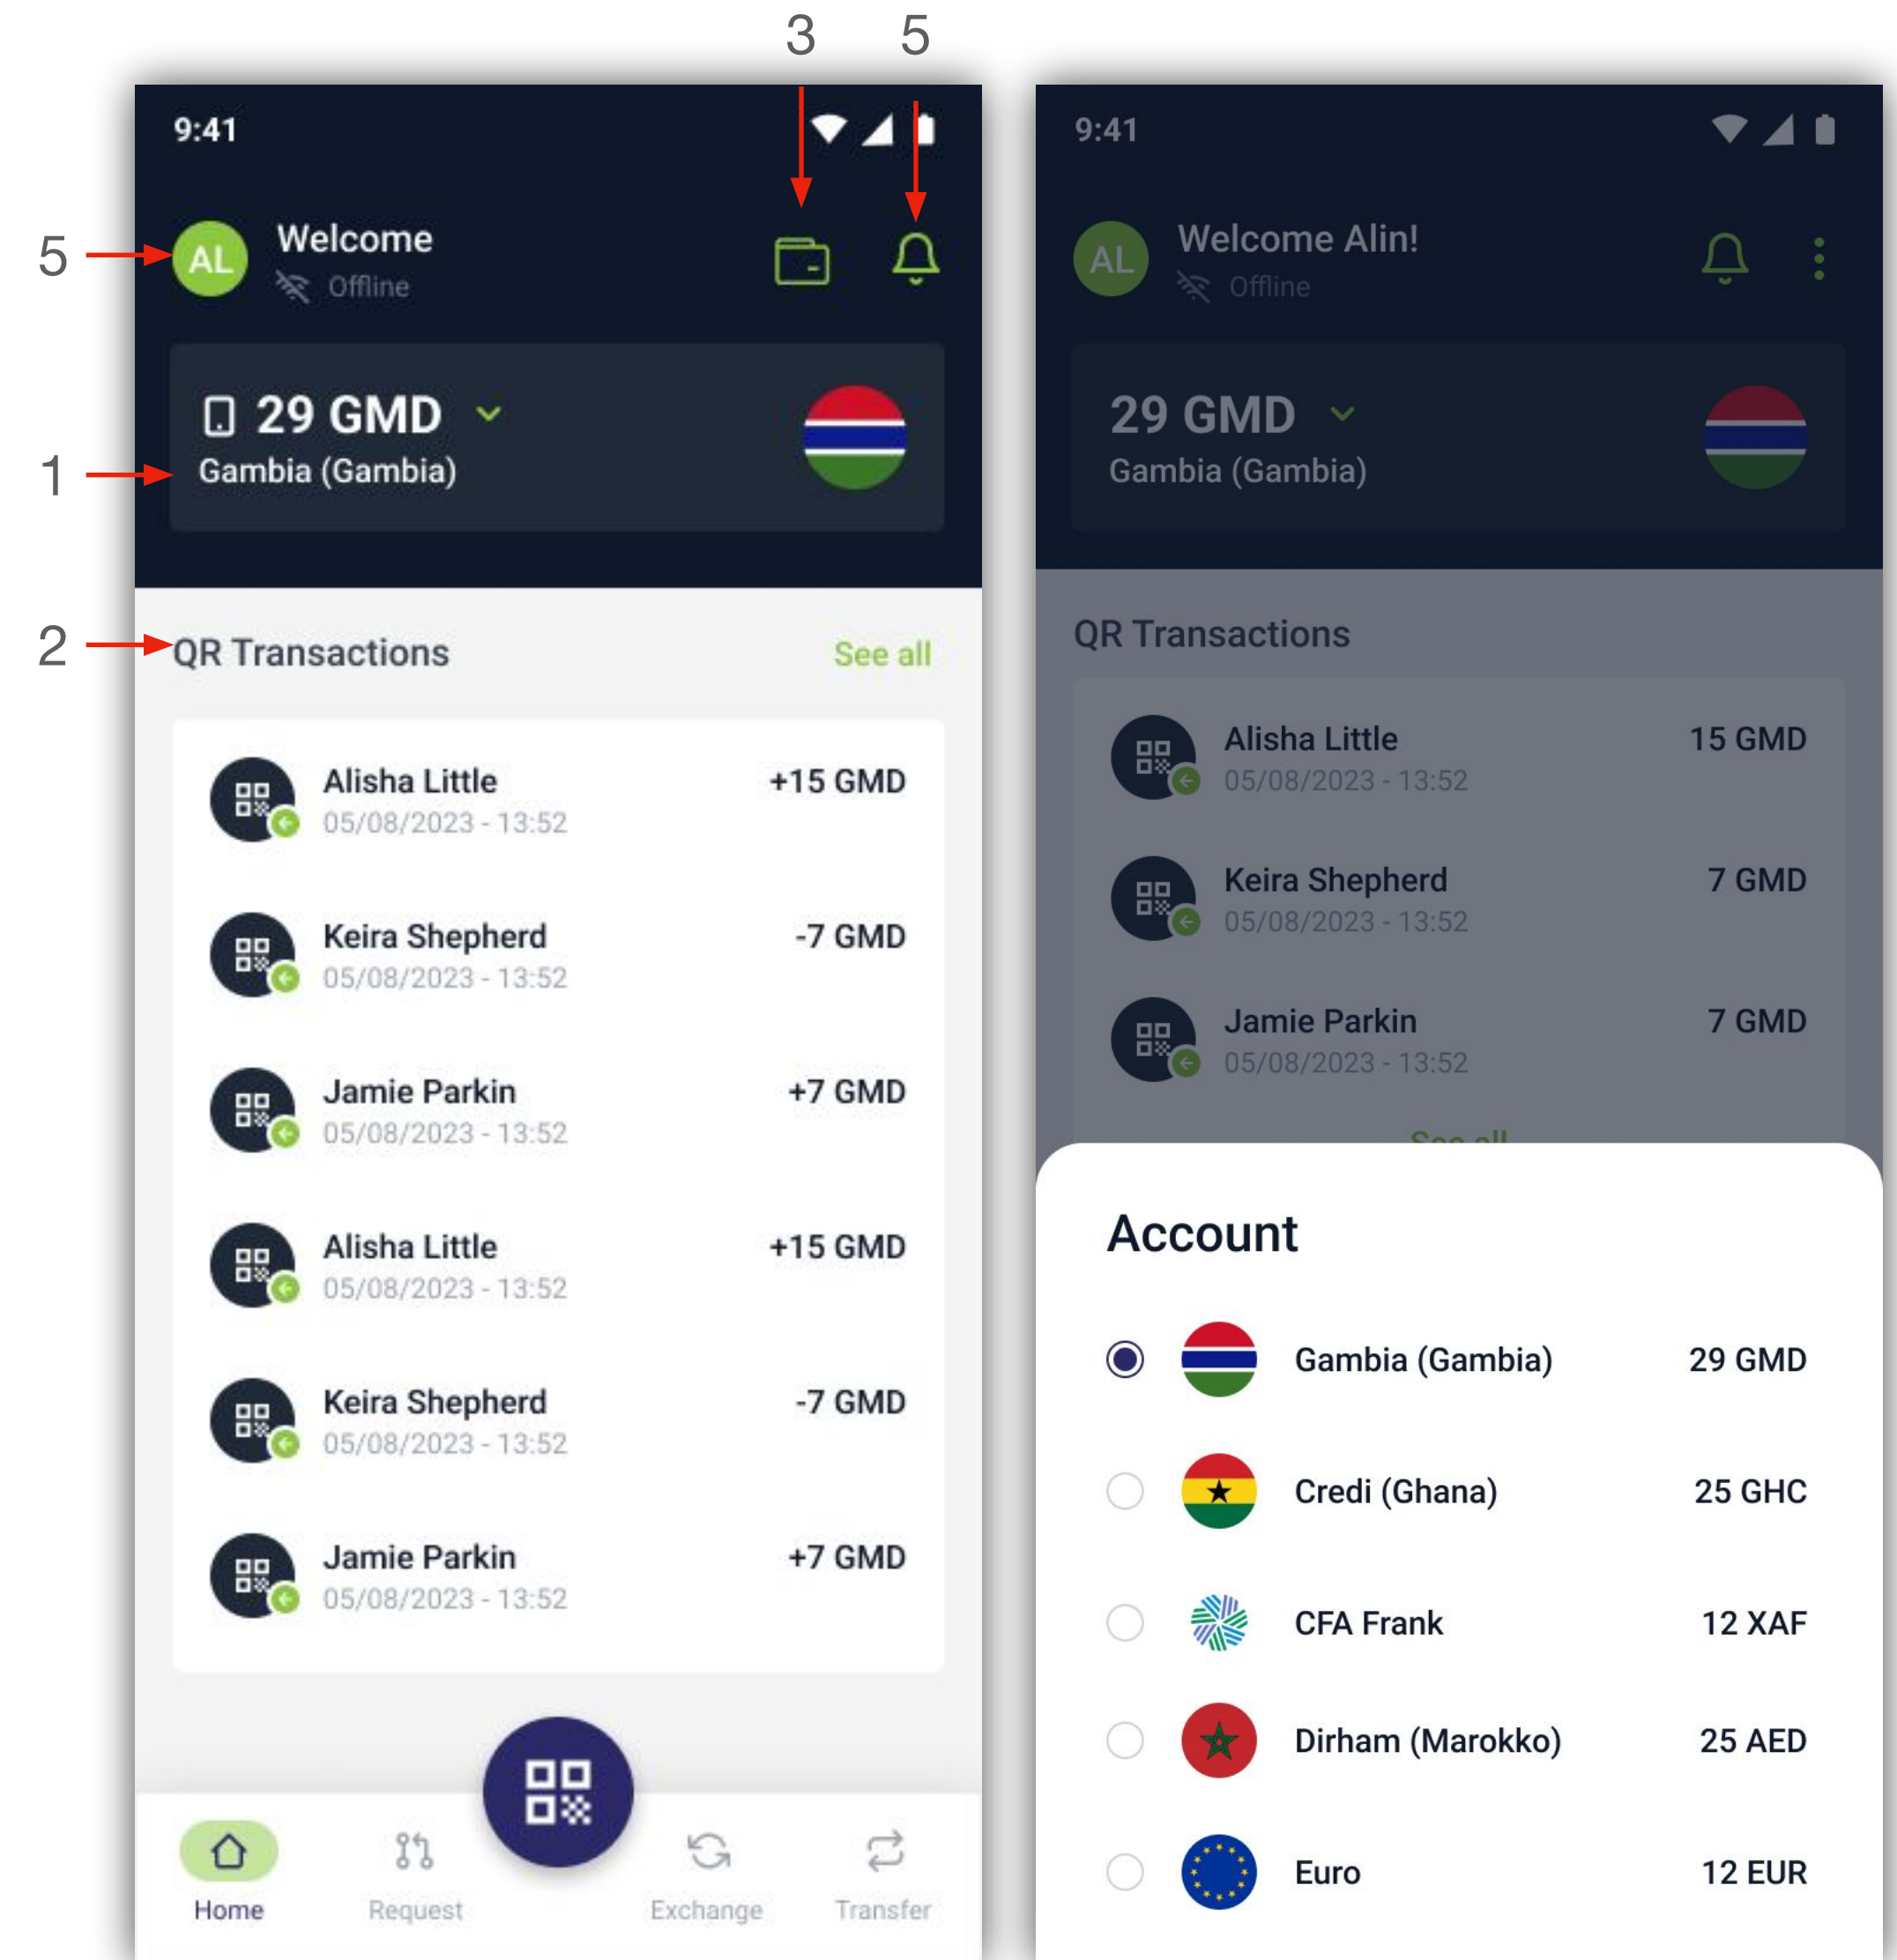 3 5
9:41
5
AL
Welcome
Offline
29 GMD
1
Gambia (Gambia)
2
QR Transactions
See all
Alisha Little +15 GMD
05/08/2023 - 13:52
Keira Shepherd -7 GMD
05/08/2023 - 13:52
Jamie Parkin +7 GMD
05/08/2023 - 13:52
Alisha Little +15 GMD
05/08/2023 - 13:52
Keira Shepherd -7 GMD
05/08/2023 - 13:52
Jamie Parkin +7 GMD
05/08/2023 - 13:52
Home Request Exchange Transfer
9:41
AL
Welcome Alin!
Offline
29 GMD
Gambia (Gambia)
QR Transactions
Alisha Little 15 GMD
05/08/2023 - 13:52
Keira Shepherd 7 GMD
05/08/2023 - 13:52
Jamie Parkin 7 GMD
05/08/2023 - 13:52
See all
Account
Gambia (Gambia) 29 GMD
Credi (Ghana) 25 GHC
CFA Frank 12 XAF
Dirham (Marokko) 25 AED
Euro 12 EUR